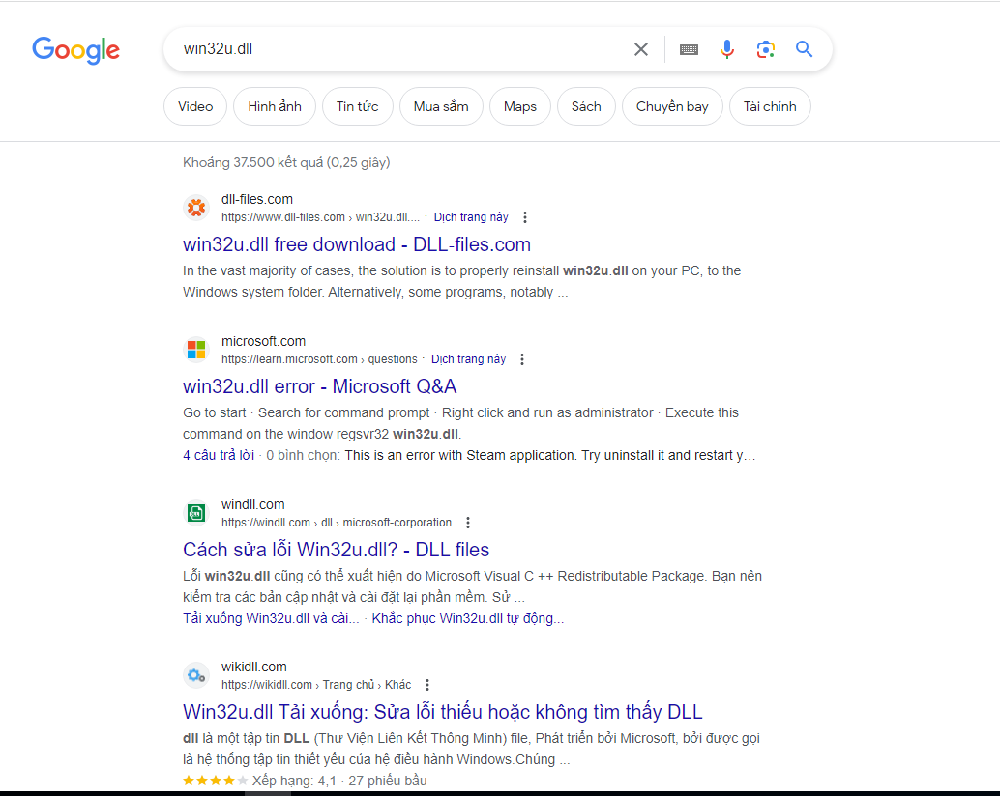 Google
win32u.dll
Video Hình ảnh Tin tức Mua sắm Maps Sách Chuyến bay Tài chính
Khoảng 37.500 kết quả (0,25 giây)
dll-files.com
https://www.dll-files.com › win32u.dll.... · Dịch trang này
win32u.dll free download - DLL-files.com
In the vast majority of cases, the solution is to properly reinstall win32u.dll on your PC, to the
Windows system folder. Alternatively, some programs, notably ...
microsoft.com
https://learn.microsoft.com › questions · Dịch trang này
win32u.dll error - Microsoft Q&A
Go to start · Search for command prompt · Right click and run as administrator · Execute this
command on the window regsvr32 win32u.dll.
4 câu trả lời · 0 bình chọn: This is an error with Steam application. Try uninstall it and restart y…
windll.com
https://windll.com › dll › microsoft-corporation
Cách sửa lỗi Win32u.dll? - DLL files
Lỗi win32u.dll cũng có thể xuất hiện do Microsoft Visual C ++ Redistributable Package. Bạn nên
kiểm tra các bản cập nhật và cài đặt lại phần mềm. Sử ...
Tải xuống Win32u.dll và cài... · Khắc phục Win32u.dll tự động...
wikidll.com
https://wikidll.com › Trang chủ › Khác
Win32u.dll Tải xuống: Sửa lỗi thiếu hoặc không tìm thấy DLL
dll là một tập tin DLL (Thư Viện Liên Kết Thông Minh) file, Phát triển bởi Microsoft, bởi được gọi
là hệ thống tập tin thiết yếu của hệ điều hành Windows.Chúng ...
Xếp hạng: 4,1 · 27 phiếu bầu